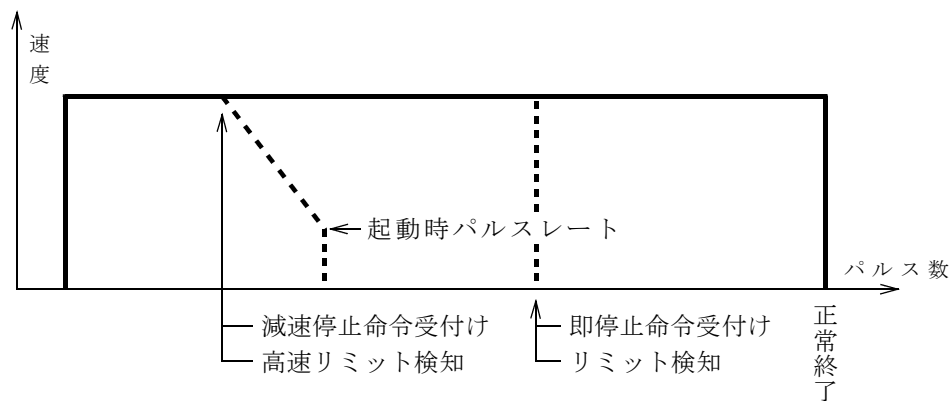 速度
起動時パルスレート
パルス数
減速停止命令受付け
高速リミット検知
即停止命令受付け
リミット検知
正常終了